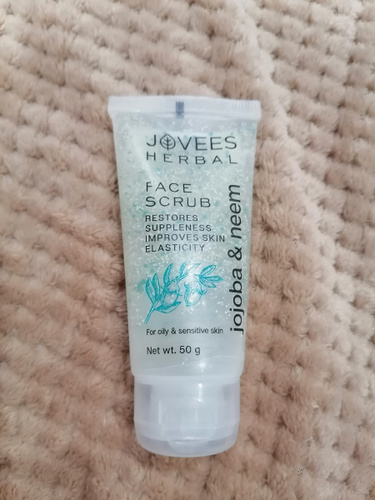 JOVEES
HERBAL
FACE
SCRUB
RESTORES
SUPPLENESS
IMPROVES SKIN
ELASTICITY
jojoba & neem
For oily & sensitive skin
Net wt. 50 g